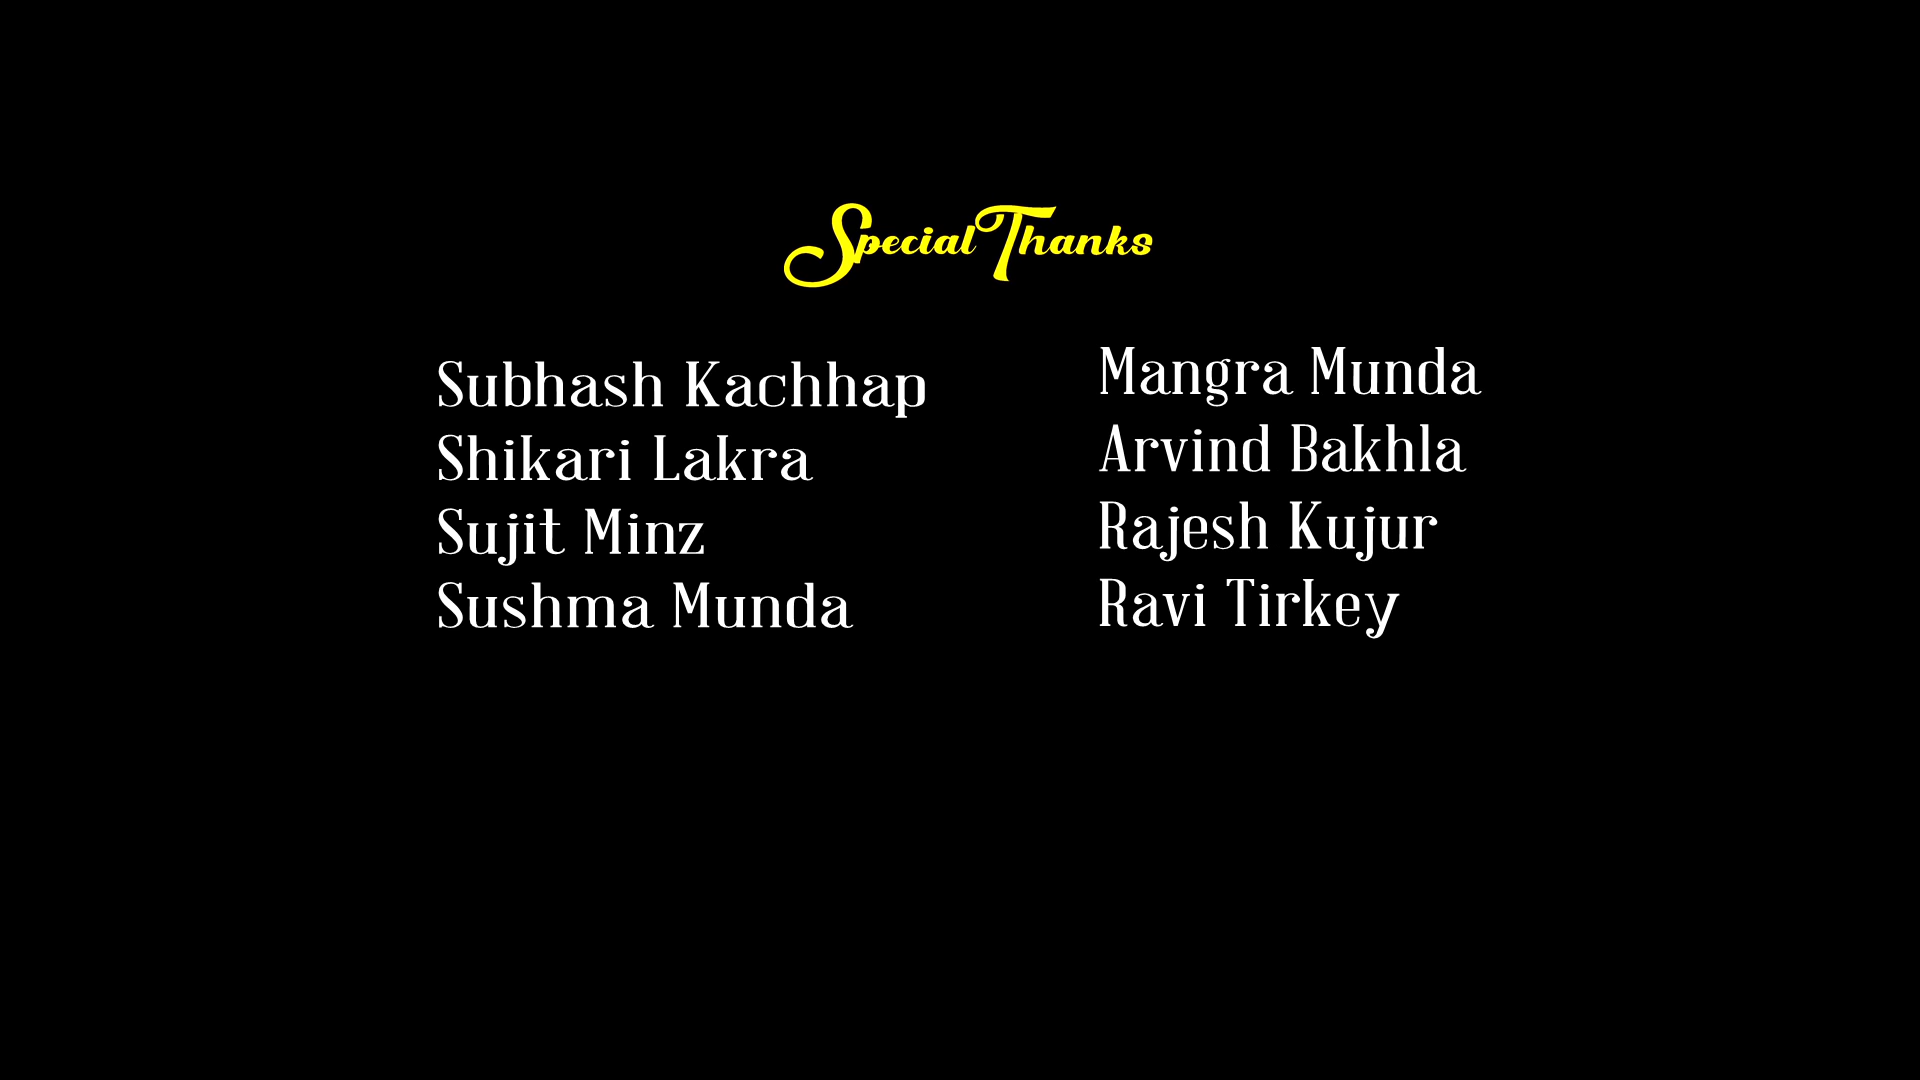 Special Thanks
Subhash Kachhap
Shikari Lakra
Sujit Minz
Sushma Munda
Mangra Munda
Arvind Bakhla
Rajesh Kujur
Ravi Tirkey